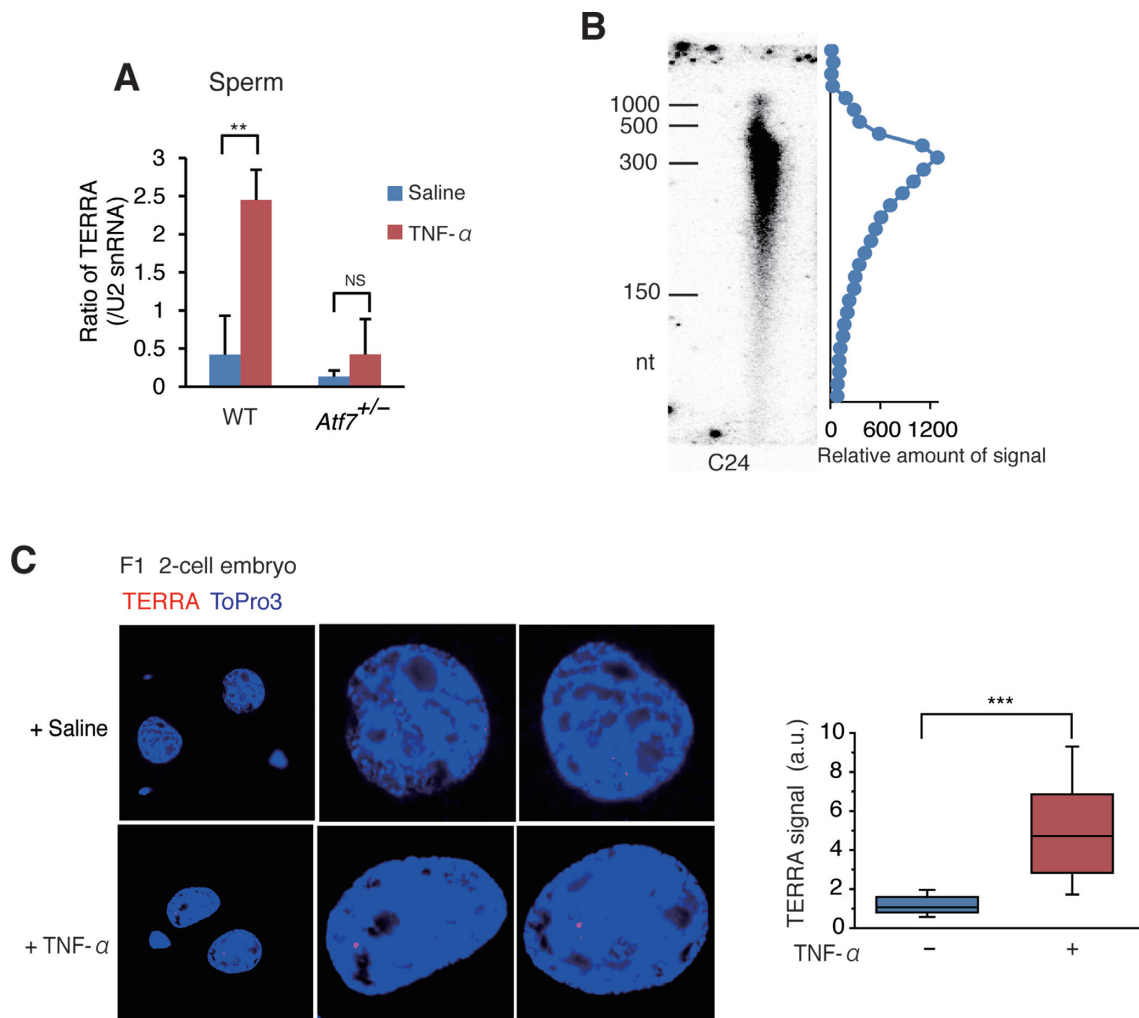 A
Sperm
**
3
2.5
2
1.5
1
0.5
0
Ratio of TERRA
(/U2 snRNA)
Saline
TNF-α
NS
WT
Atf7+/−
B
1000
500
300
150
nt
C24
0 600 1200
Relative amount of signal
C
F1 2-cell embryo
TERRA ToPro3
+ Saline
+ TNF-α
***
10
8
6
4
2
0
TERRA signal (a.u.)
TNF-α − +